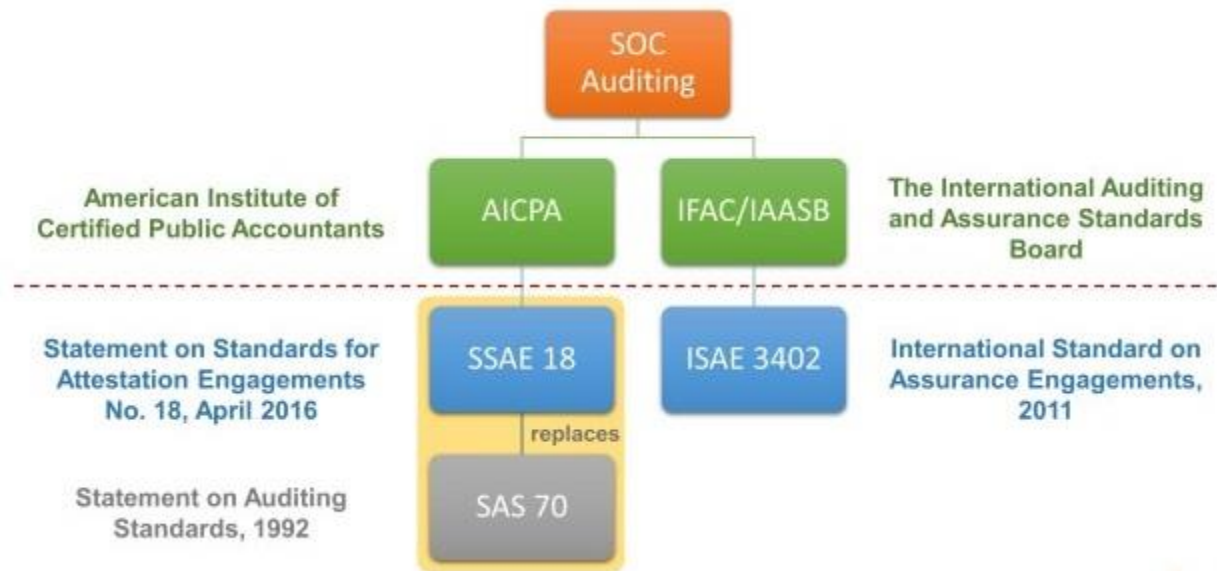 SOC
Auditing
American Institute of
Certified Public Accountants
AICPA
IFAC/IAASB
The International Auditing
and Assurance Standards
Board
Statement on Standards for
Attestation Engagements
No. 18, April 2016
SSAE 18
ISAE 3402
International Standard on
Assurance Engagements,
2011
replaces
Statement on Auditing
Standards, 1992
SAS 70